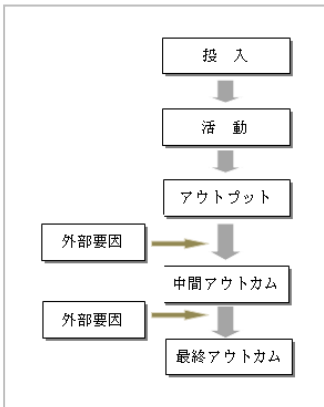 投　入
活　動
アウトプット
外部要因
中間アウトカム
外部要因
最終アウトカム